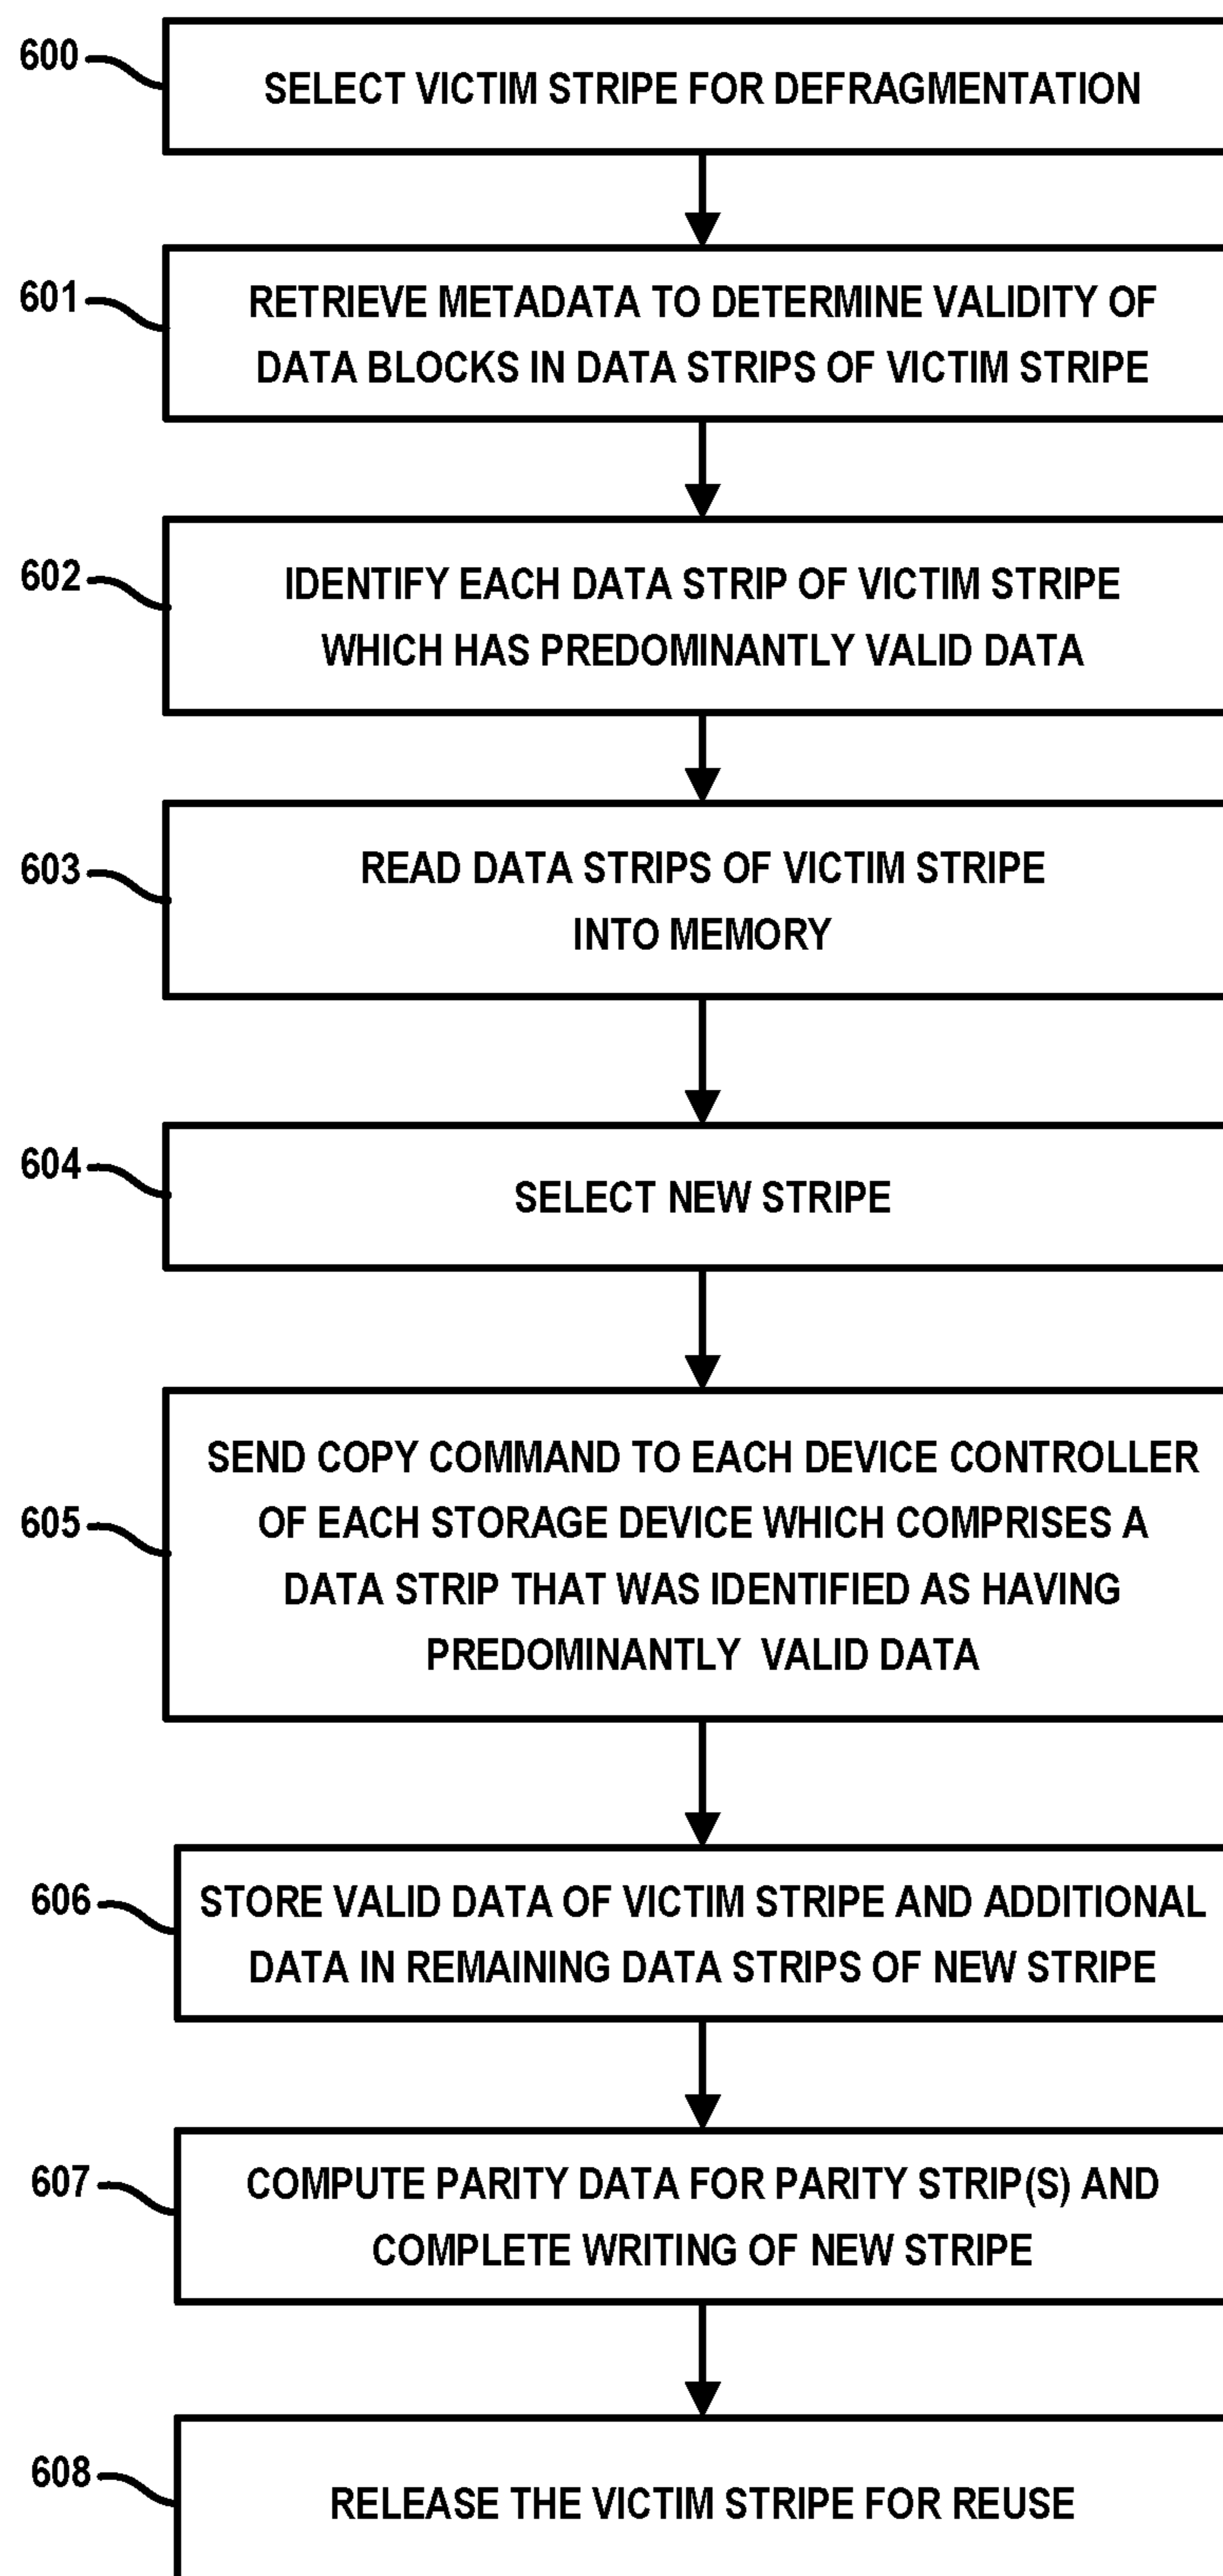 600
SELECT VICTIM STRIPE FOR DEFRAGMENTATION
601
RETRIEVE METADATA TO DETERMINE VALIDITY OF
DATA BLOCKS IN DATA STRIPS OF VICTIM STRIPE
602
IDENTIFY EACH DATA STRIP OF VICTIM STRIPE
WHICH HAS PREDOMINANTLY VALID DATA
603
READ DATA STRIPS OF VICTIM STRIPE
INTO MEMORY
604
SELECT NEW STRIPE
605
SEND COPY COMMAND TO EACH DEVICE CONTROLLER
OF EACH STORAGE DEVICE WHICH COMPRISES A
DATA STRIP THAT WAS IDENTIFIED AS HAVING
PREDOMINANTLY VALID DATA
606
STORE VALID DATA OF VICTIM STRIPE AND ADDITIONAL
DATA IN REMAINING DATA STRIPS OF NEW STRIPE
607
COMPUTE PARITY DATA FOR PARITY STRIP(S) AND
COMPLETE WRITING OF NEW STRIPE
608
RELEASE THE VICTIM STRIPE FOR REUSE